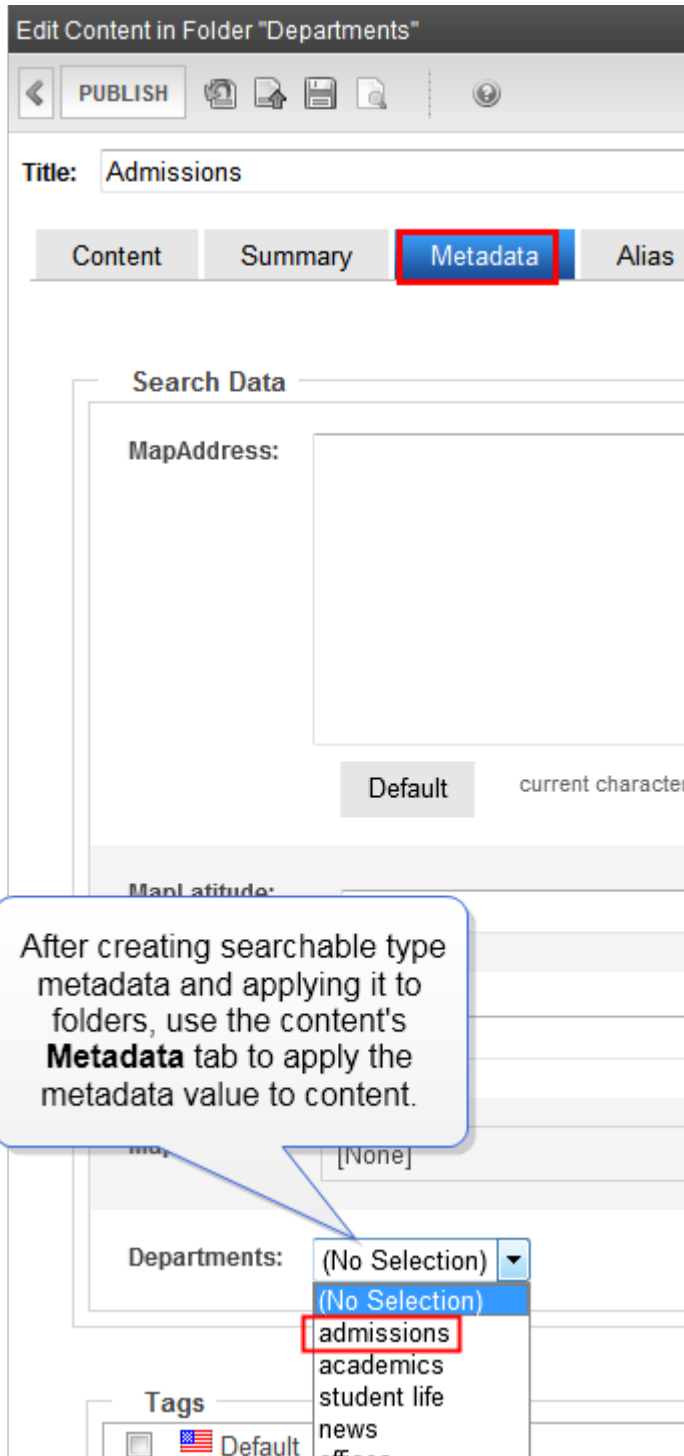 Edit Content in Folder "Departments"
PUBLISH
Title: Admissions
Content Summary Metadata Alias
Search Data
MapAddress:
Default current character
MapLatitude:
After creating searchable type
metadata and applying it to
folders, use the content's
Metadata tab to apply the
metadata value to content.
[None]
Departments: (No Selection)
(No Selection)
admissions
academics
student life
Tags
news
Default